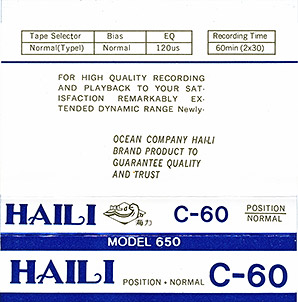 Tape Selector Bias EQ Recording Time
Normal(TypeI) Normal 120us 60min (2x30)
FOR HIGH QUALITY RECORDING
AND PLAYBACK TO YOUR SAT-
ISFACTION REMARKABLY EX-
TENDED DYNAMIC RANGE Newly-
OCEAN COMPANY HAILI
BRAND PRODUCT TO
GUARANTEE QUALITY
AND TRUST
HAILI C-60 POSITION
NORMAL
MODEL 650
HAILI POSITION • NORMAL C-60